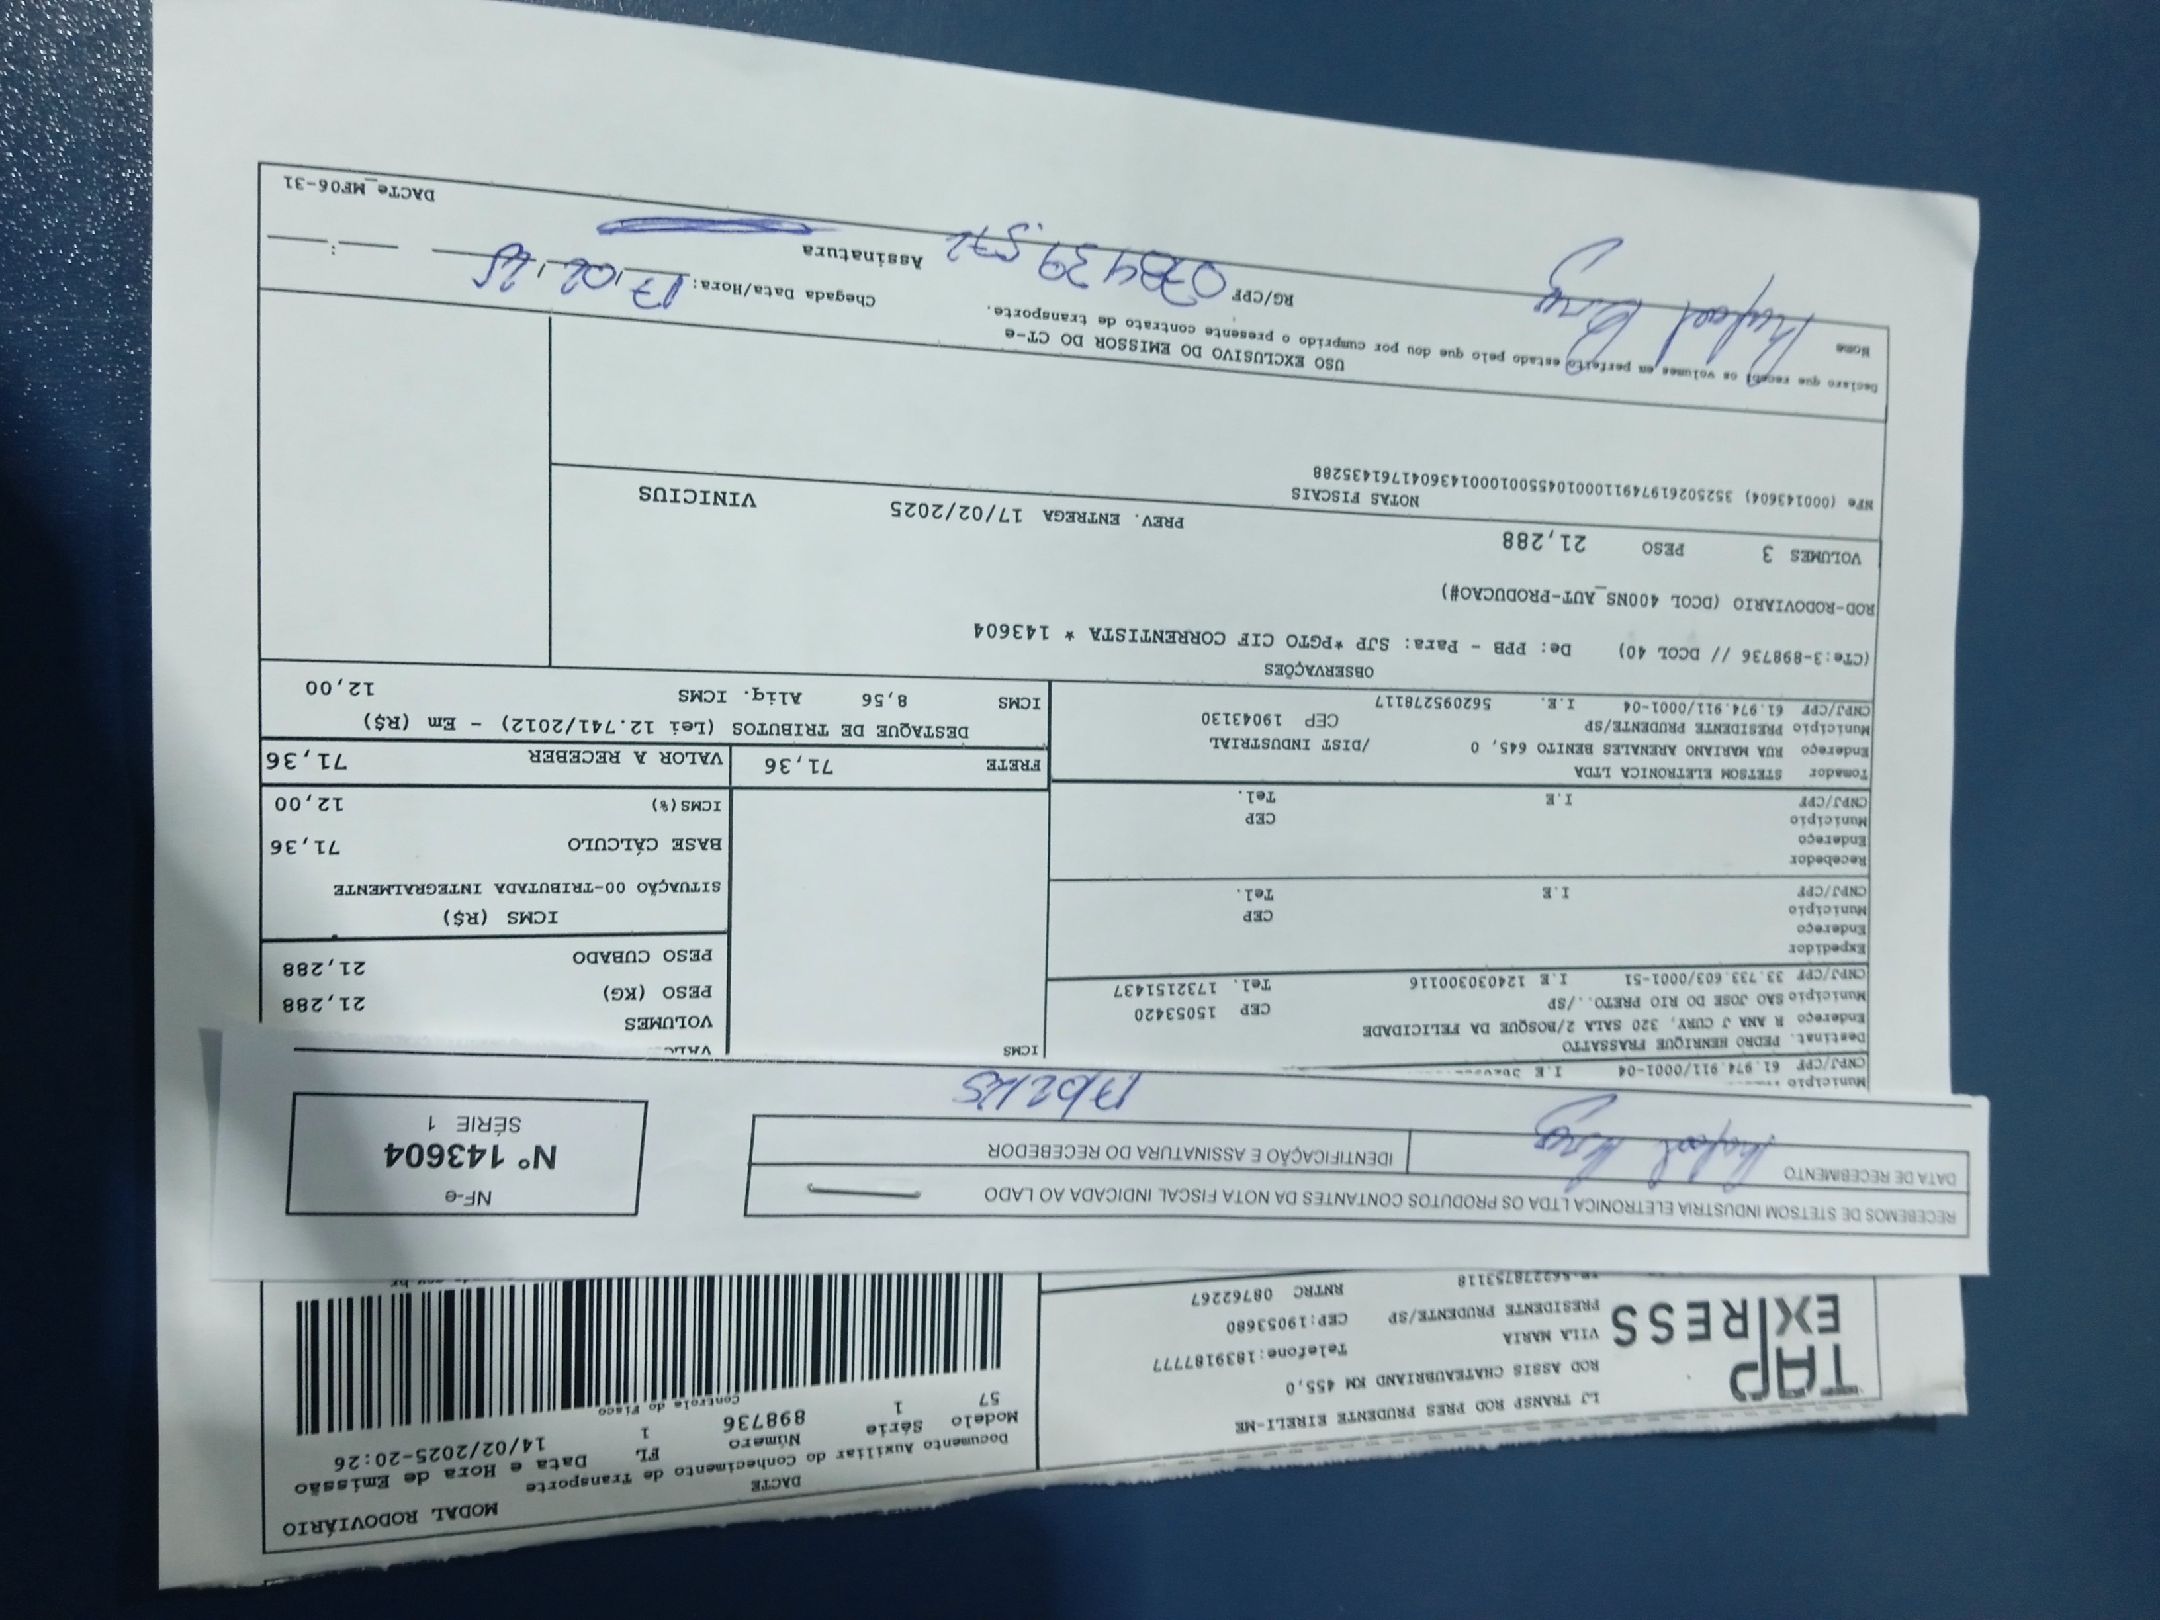 MODAL RODOVIÁRIO
DACTE
Documento Auxiliar do Conhecimento de Transporte
Modelo Série Número FL Data e Hora de Emissão
57 1 898736 1 14/02/2025-20:26
Controle do Fisco
TAP EXPRESS
LJ TRANSP ROD PRES PRUDENTE EIRELI-ME
ROD ASSIS CHATEAUBRIAND KM 455,0
VILA MARIA Telefone:1839187777
PRESIDENTE PRUDENTE/SP CEP:19053680
RNTRC 08762267
RECEBEMOS DE STETSOM INDUSTRIA ELETRONICA LTDA OS PRODUTOS CONTANTES DA NOTA FISCAL INDICADA AO LADO
DATA DE RECEBIMENTO
IDENTIFICAÇÃO E ASSINATURA DO RECEBEDOR
NF-e
Nº 143604
SÉRIE 1
Município
CNPJ/CPF 61.974.911/0001-04 I.E
Destinat. PEDRO HENRIQUE FRASSATTO
Endereço R ANA J CURY, 320 SALA 2/BOSQUE DA FELICIDADE
Município SAO JOSE DO RIO PRETO../SP CEP 15053420
CNPJ/CPF 33.733.603/0001-51 I.E 12403030116 Tel. 1732151437
Expedidor
Endereço
Município CEP
CNPJ/CPF I.E Tel.
Recebedor
Endereço
Município CEP
CNPJ/CPF I.E Tel.
Tomador STETSOM ELETRONICA LTDA
Endereço RUA MARIANO ARENALES BENITO 645, 0 /DIST INDUSTRIAL
Município PRESIDENTE PRUDENTE/SP CEP 19043130
CNPJ/CPF 61.974.911/0001-04 I.E. 562095278117
ICMS
VOLUMES
PESO (KG) 21,288
PESO CUBADO 21,288
ICMS (R$)
SITUAÇÃO 00-TRIBUTADA INTEGRALMENTE
BASE CÁLCULO 71,36
ICMS(%) 12,00
FRETE 71,36 VALOR A RECEBER 71,36
DESTAQUE DE TRIBUTOS (Lei 12.741/2012) - Em (R$)
ICMS 8,56 Aliq. ICMS 12,00
OBSERVAÇÕES
(CTe:3-898736 // DCOL 40) De: PPB - Para: SJP *PGTO CIF CORRENTISTA * 143604
ROD-RODOVIARIO (DCOL 400NS_AUT-PRODUCAO#)
VOLUMES 3 PESO 21,288 PREV. ENTREGA 17/02/2025 VINICIUS
NOTAS FISCAIS
NFe (000143604) 35250261974911000104550010001436041761435288
USO EXCLUSIVO DO EMISSOR DO CT-e
Declaro que recebi os volumes em perfeito estado pelo que dou por cumprido o presente contrato de transporte.
Nome RG/CPF Assinatura Chegada Data/Hora: 17/02/25
DACTe_MF06-31